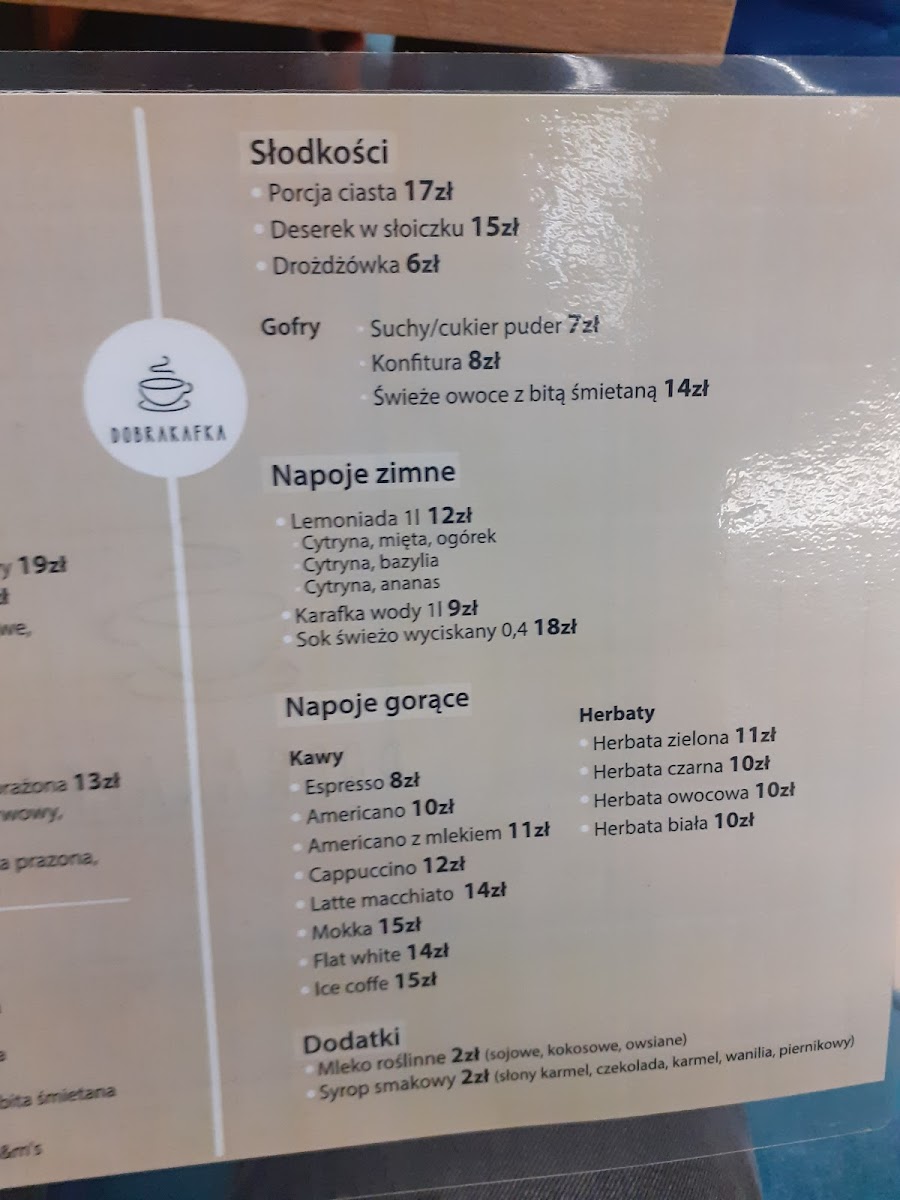 Słodkości
Porcja ciasta 17zł
Deserek w słoiczku 15zł
Drożdżówka 6zł
Gofry
Suchy/cukier puder 7zł
Konfitura 8zł
Świeże owoce z bitą śmietaną 14zł
DOBRAKAFKA
Napoje zimne
Lemoniada 1l 12zł
Cytryna, mięta, ogórek
Cytryna, bazylia
Cytryna, ananas
Karafka wody 1l 9zł
Sok świeżo wyciskany 0,4 18zł
Napoje gorące
Kawy
Espresso 8zł
Americano 10zł
Americano z mlekiem 11zł
Cappuccino 12zł
Latte macchiato 14zł
Mokka 15zł
Flat white 14zł
Ice coffe 15zł
Herbaty
Herbata zielona 11zł
Herbata czarna 10zł
Herbata owocowa 10zł
Herbata biała 10zł
Dodatki
Mleko roślinne 2zł (sojowe, kokosowe, owsiane)
Syrop smakowy 2zł (słony karmel, czekolada, karmel, wanilia, piernikowy)
y 19zł
13zł
a prażona,
bita śmietana